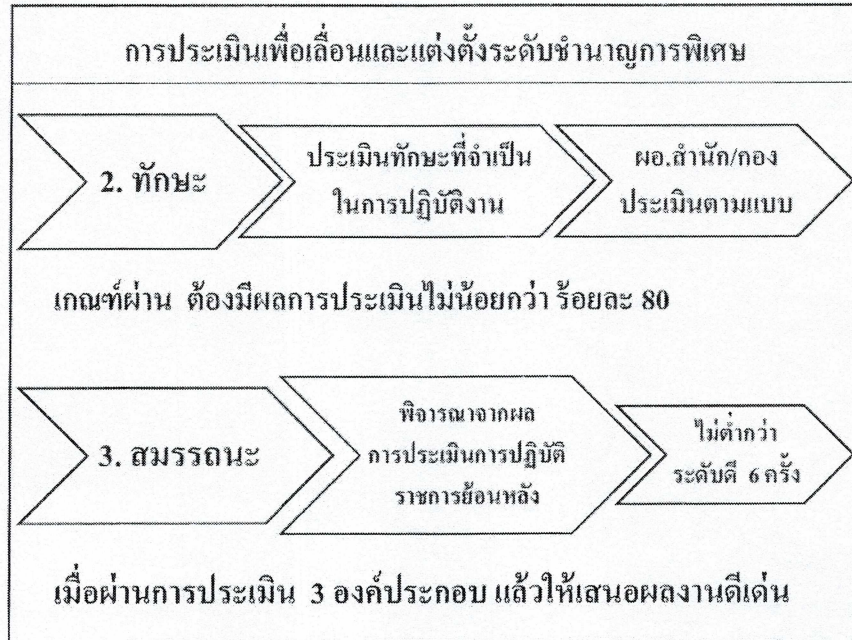 การประเมินเพื่อเลื่อนและแต่งตั้งระดับชำนาญการพิเศษ
2. ทักษะ
ประเมินทักษะที่จำเป็น
ในการปฏิบัติงาน
ผอ.สำนัก/กอง
ประเมินตามแบบ
เกณฑ์ผ่าน ต้องมีผลการประเมินไม่น้อยกว่า ร้อยละ 80
3. สมรรถนะ
พิจารณาจากผล
การประเมินการปฏิบัติ
ราชการย้อนหลัง
ไม่ต่ำกว่า
ระดับดี 6 ครั้ง
เมื่อผ่านการประเมิน 3 องค์ประกอบ แล้วให้เสนอผลงานดีเด่น